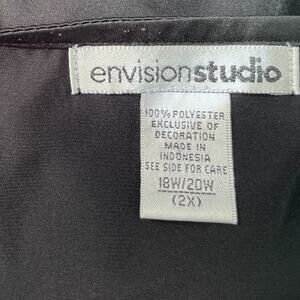 envisionstudio
100% POLYESTER
EXCLUSIVE OF
DECORATION
MADE IN
INDONESIA
SEE SIDE FOR CARE
18W/20W
(2X)